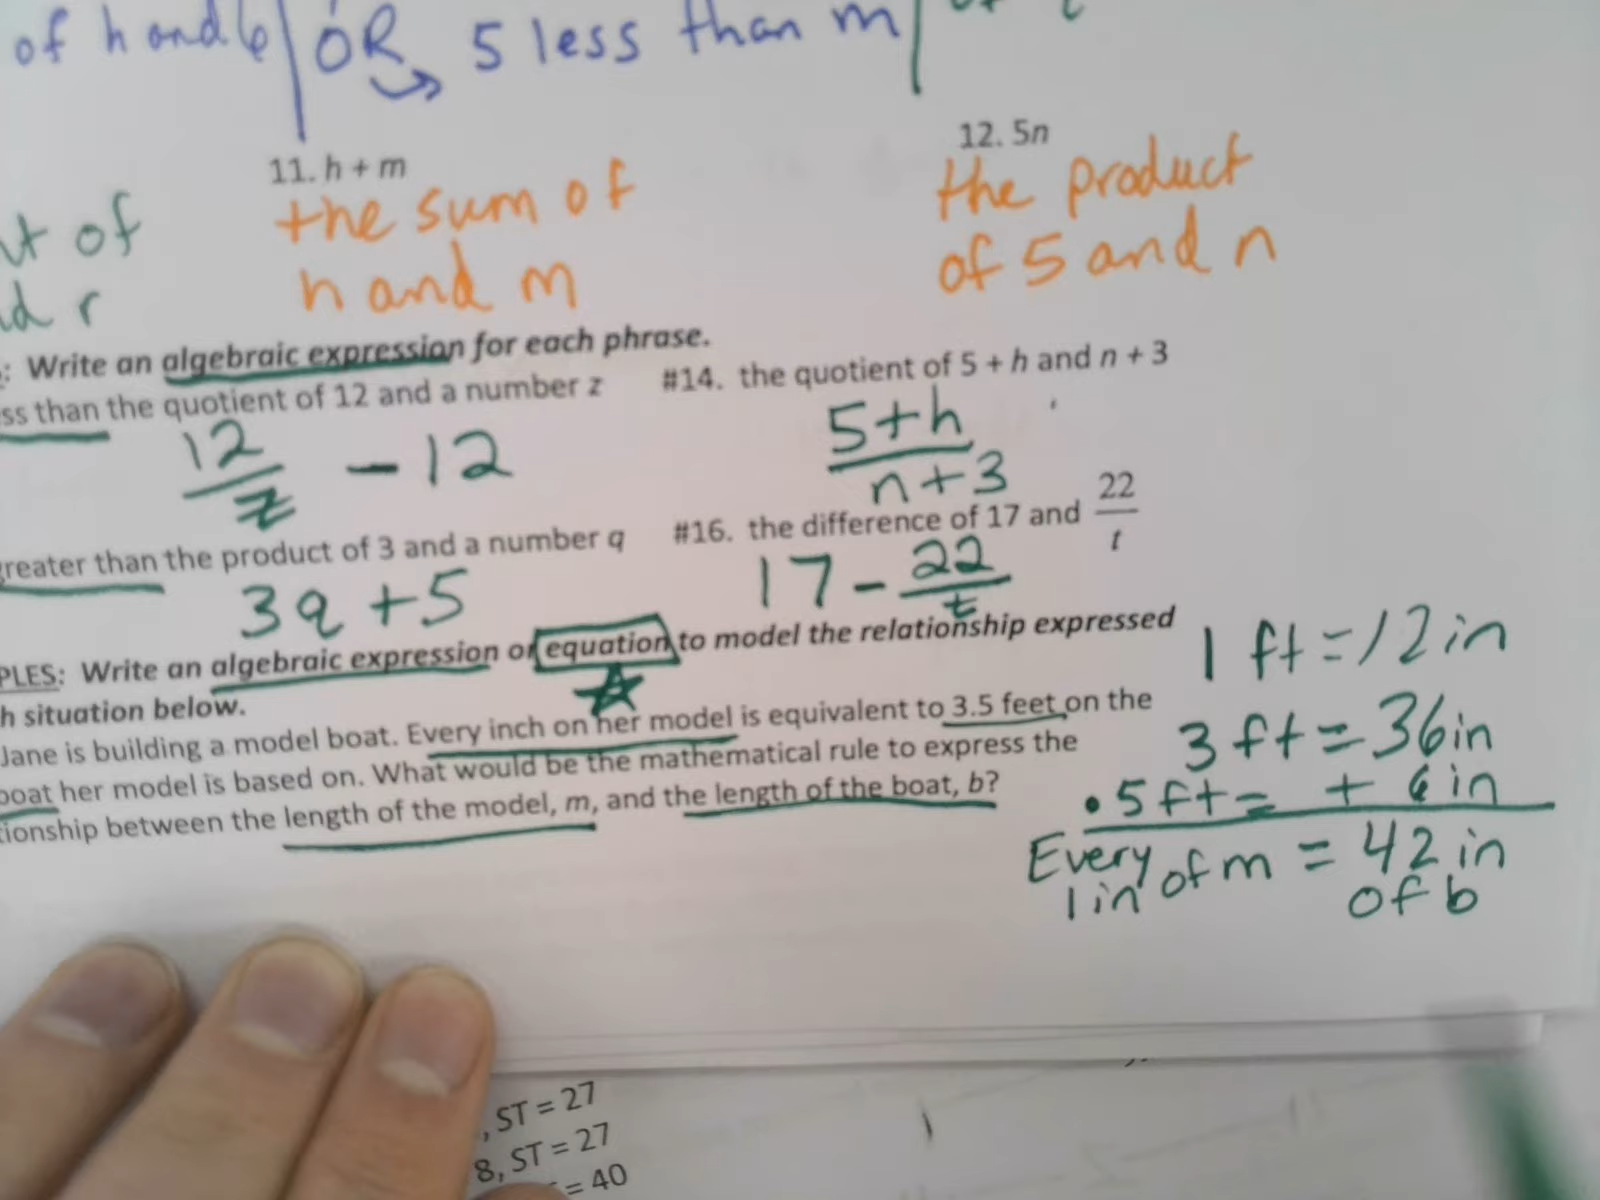 of h and 6 OR 5 less than m
11. h + m
12. 5n
the sum of
h and m
the product
of 5 and n
of
r
: Write an algebraic expression for each phrase.
than the quotient of 12 and a number z
#14. the quotient of 5 + h and n + 3
12/z - 12
5+h/n+3
greater than the product of 3 and a number q
#16. the difference of 17 and 22/t
3q +5
17 - 22/t
PLES: Write an algebraic expression or equation to model the relationship expressed
h situation below.
Jane is building a model boat. Every inch on her model is equivalent to 3.5 feet on the
boat her model is based on. What would be the mathematical rule to express the
tionship between the length of the model, m, and the length of the boat, b?
1 ft = 12 in
3 ft = 36 in
.5 ft = + 6 in
Every 1 in of m = 42 in of b
, ST = 27
8, ST = 27
= 40